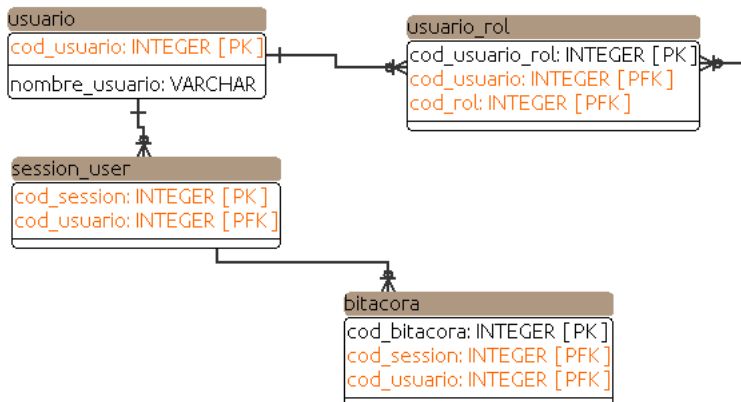 usuario
cod_usuario: INTEGER [ PK ]
nombre_usuario: VARCHAR
usuario_rol
cod_usuario_rol: INTEGER [ PK ]
cod_usuario: INTEGER [ PFK ]
cod_rol: INTEGER [ PFK ]
session_user
cod_session: INTEGER [ PK ]
cod_usuario: INTEGER [ PFK ]
bitacora
cod_bitacora: INTEGER [ PK ]
cod_session: INTEGER [ PFK ]
cod_usuario: INTEGER [ PFK ]